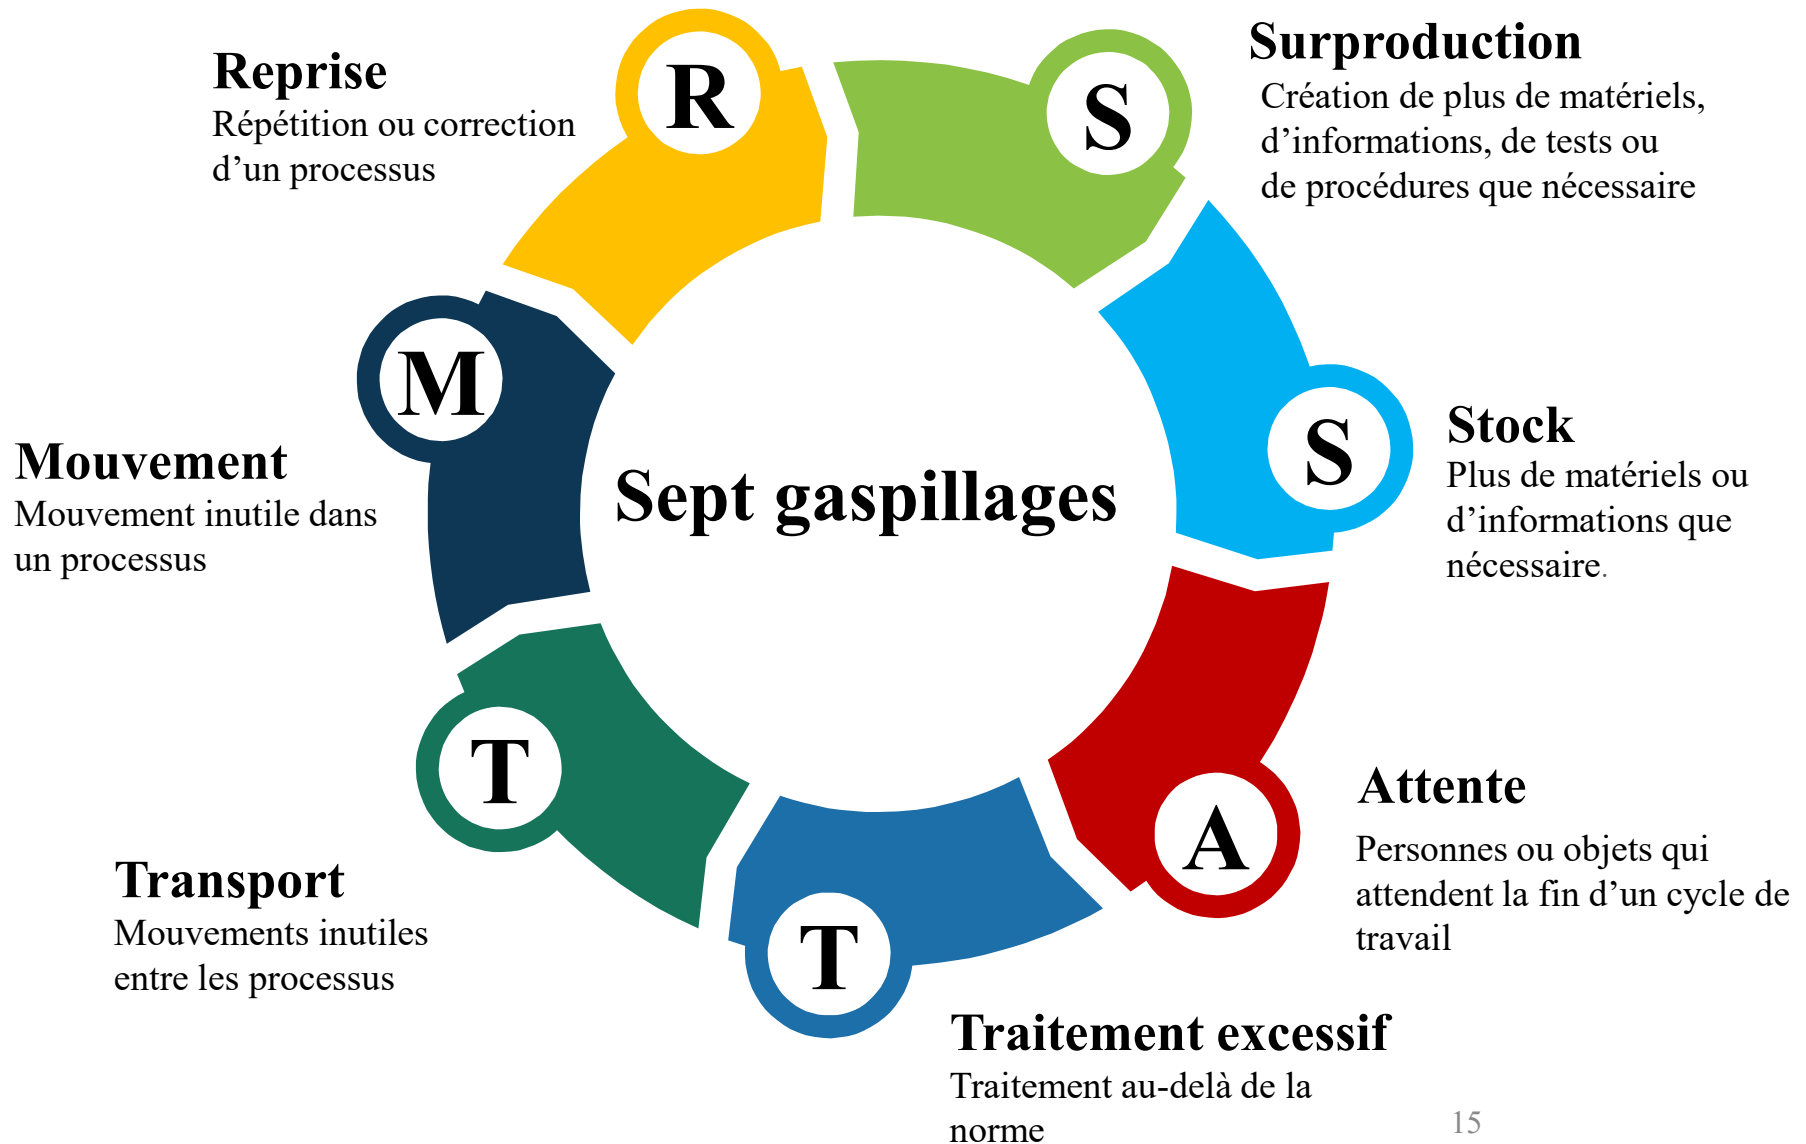 R
Reprise
Répétition ou correction
d’un processus
S
Surproduction
Création de plus de matériels,
d’informations, de tests ou
de procédures que nécessaire
S
Stock
Plus de matériels ou
d’informations que
nécessaire.
A
Attente
Personnes ou objets qui
attendent la fin d’un cycle de
travail
T
Traitement excessif
Traitement au-delà de la
norme
T
Transport
Mouvements inutiles
entre les processus
M
Mouvement
Mouvement inutile dans
un processus
Sept gaspillages
15